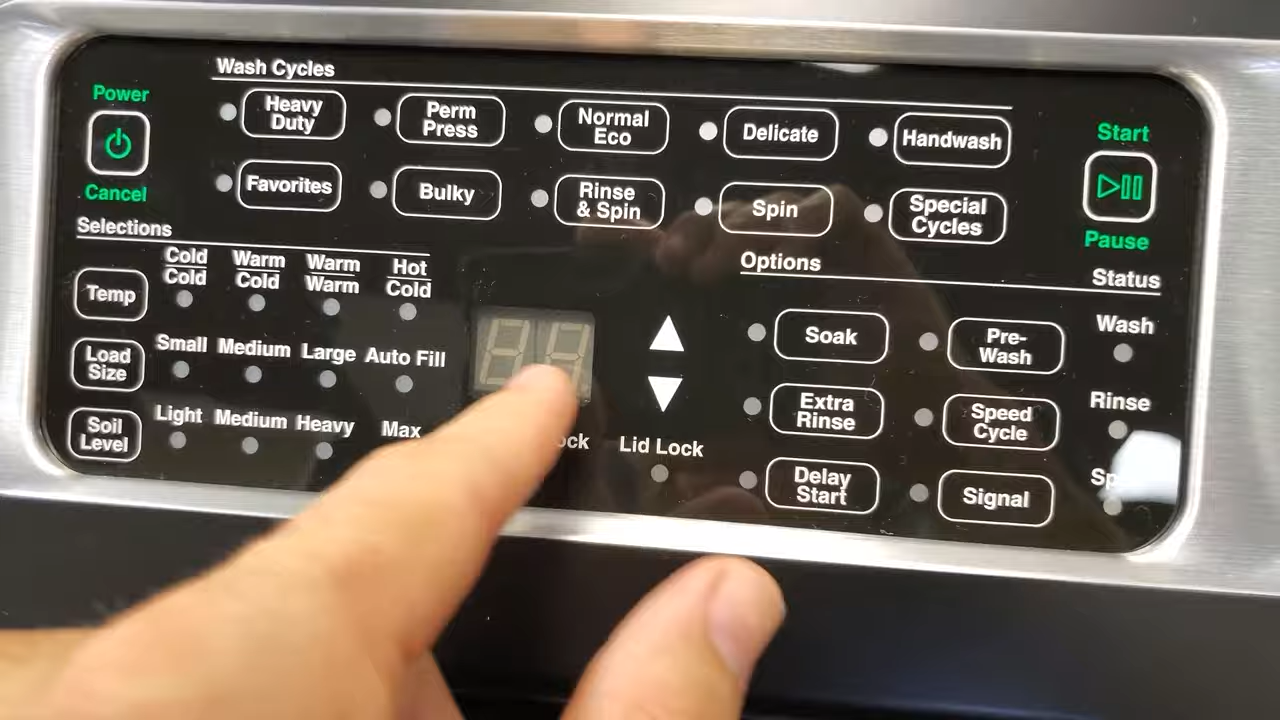 Wash Cycles
Power
Cancel
Heavy
Duty
Perm
Press
Normal
Eco
Delicate
Handwash
Favorites
Bulky
Rinse
& Spin
Spin
Special
Cycles
Start
Pause
Selections
Temp
Cold
Cold
Warm
Cold
Warm
Warm
Hot
Cold
Load
Size
Small
Medium
Large
Auto Fill
Soil
Level
Light
Medium
Heavy
Max
Lid Lock
Options
Soak
Pre-
Wash
Extra
Rinse
Speed
Cycle
Delay
Start
Signal
Status
Wash
Rinse